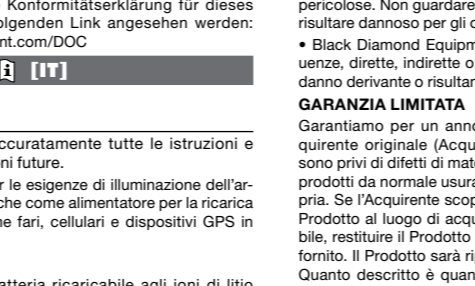 Konformitätserklärung für dieses
olgenden Link angesehen werden:
nt.com/DOC
[IT]
ccuratamente tutte le istruzioni e
ni future.
r le esigenze di illuminazione dell'ar-
che come alimentatore per la ricarica
ne fari, cellulari e dispositivi GPS in
atteria ricaricabile agli ioni di litio
pericolose. Non guardare
risultare dannoso per gli o
• Black Diamond Equipm
uenze, dirette, indirette o
danno derivante o risultan
GARANZIA LIMITATA
Garantiamo per un anno
quirente originale (Acqu
sono privi di difetti di mate
prodotti da normale usura
pria. Se l'Acquirente scop
Prodotto al luogo di acqu
bile, restituire il Prodotto
fornito. Il Prodotto sarà rip
Quanto descritto è quan